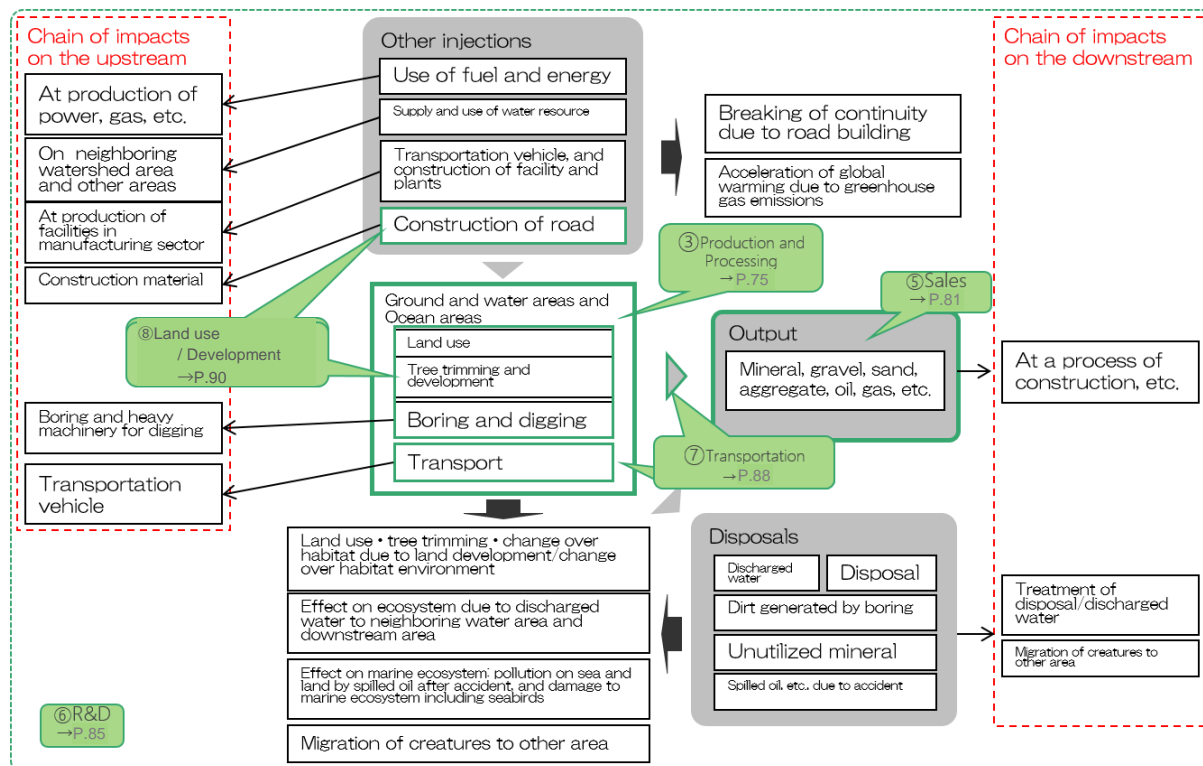 Chain of impacts
on the upstream
At production of
power, gas, etc.
On neighboring
watershed area
and other areas
At production of
facilities in
manufacturing sector
Construction material
Other injections
Use of fuel and energy
Supply and use of water resource
Transportation vehicle, and
construction of facility and
plants
Construction of road
Breaking of continuity
due to road building
Acceleration of global
warming due to greenhouse
gas emissions
Chain of impacts
on the downstream
③Production and
Processing
→P.75
⑤Sales
→P.81
⑧Land use
/ Development
→P.90
Ground and water areas and
Ocean areas
Land use
Tree trimming and
development
Boring and digging
Transport
Output
Mineral, gravel, sand,
aggregate, oil, gas, etc.
At a process of
construction, etc.
Boring and heavy
machinery for digging
Transportation
vehicle
⑦Transportation
→P.88
Land use・tree trimming・change over
habitat due to land development/change
over habitat environment
Effect on ecosystem due to discharged
water to neighboring water area and
downstream area
Effect on marine ecosystem: pollution on sea and
land by spilled oil after accident, and damage to
marine ecosystem including seabirds
Migration of creatures to other area
Disposals
Discharged
water
Disposal
Dirt generated by boring
Unutilized mineral
Spilled oil, etc. due to accident
Treatment of
disposal/discharged
water
Migration of creatures to
other area
⑥R&D
→P.85